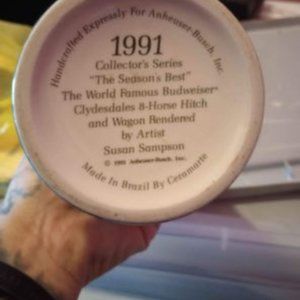 Handcrafted Expressly For Anheuser-Busch, Inc.
1991
Collector's Series
"The Season's Best"
The World Famous Budweiser®
Clydesdales 8-Horse Hitch
and Wagon Rendered
by Artist
Susan Sampson
© 1991 Anheuser-Busch, Inc.
Made In Brazil By Ceramarte